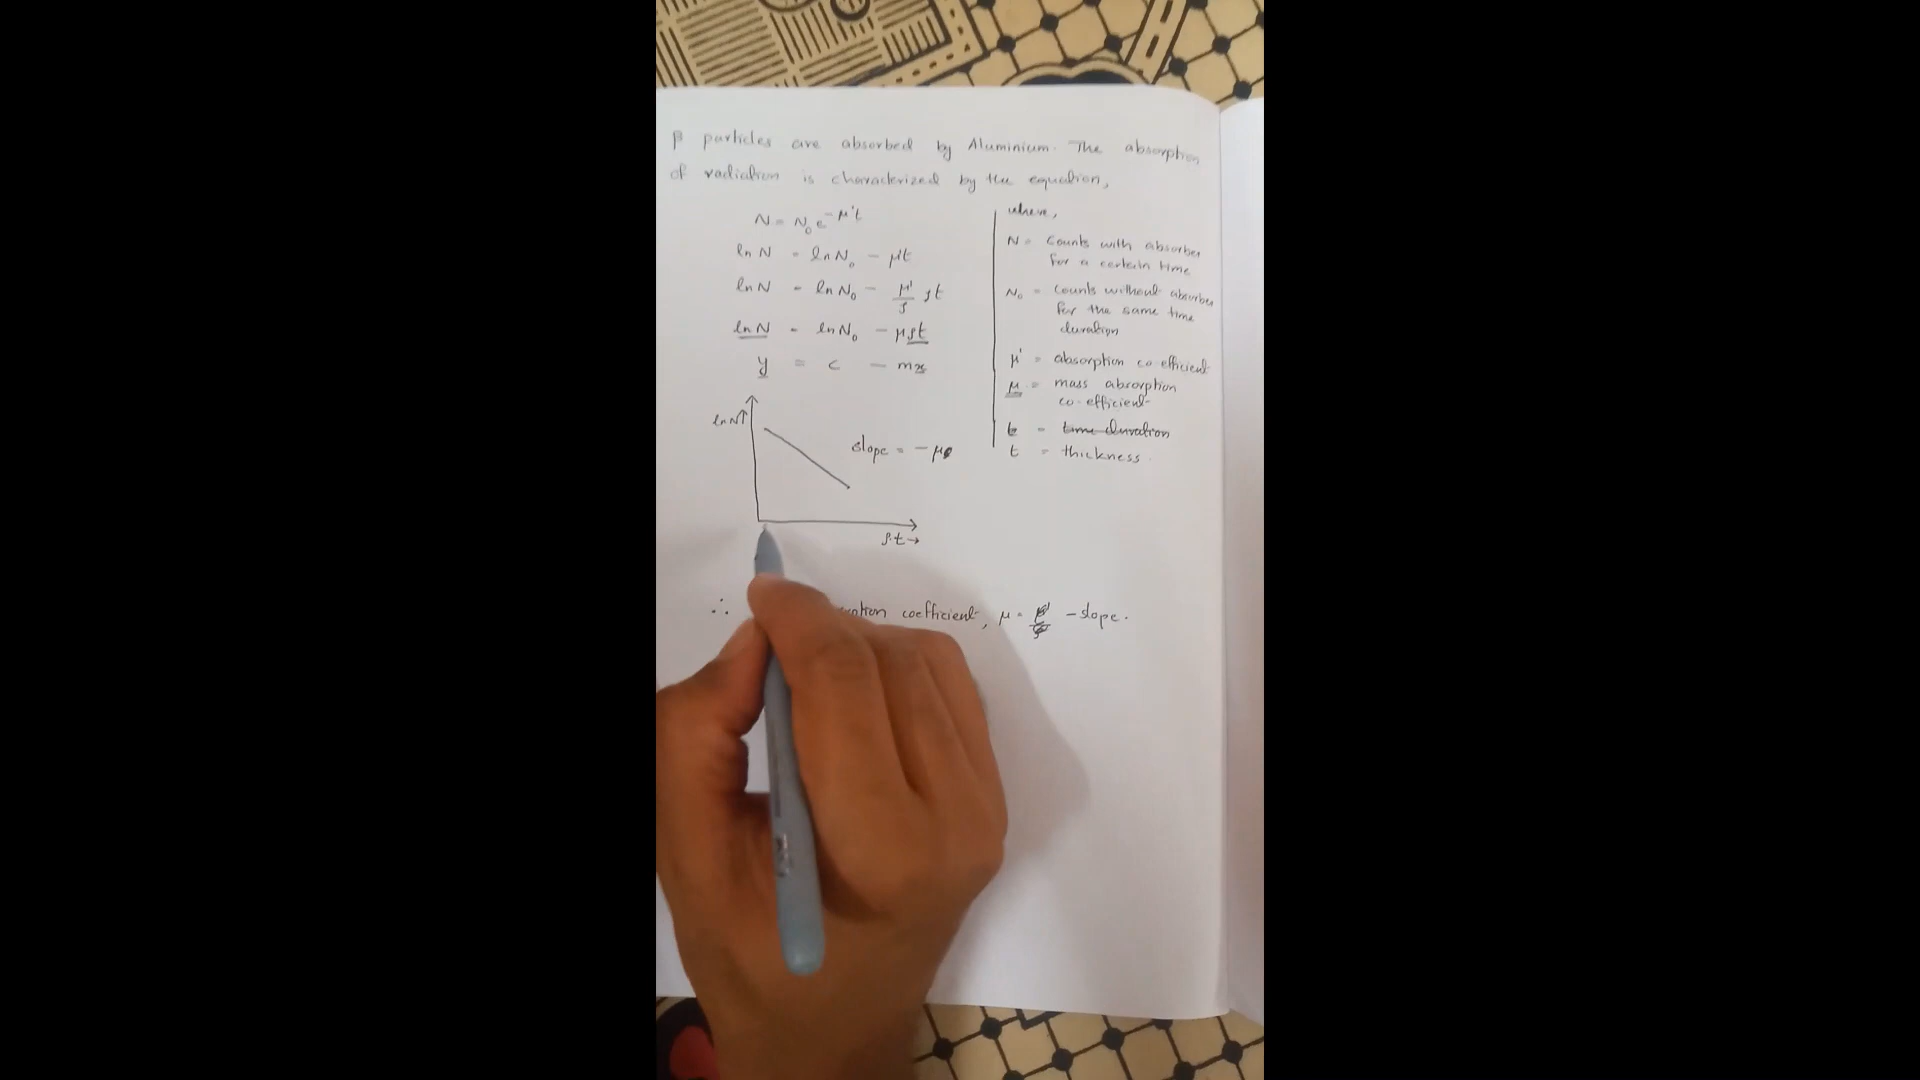 β particles are absorbed by Aluminium. The absorption
of radiation is characterized by the equation,
N = N₀e^-μ't
ln N = ln N₀ - μt
ln N = ln N₀ - μ'/ρ ρt
ln N = ln N₀ - μρt
y = c - mx
ln N↑
slope = -μ
ρ.t →
∴ coefficient, μ = - slope.
where,
N = Counts with absorber
for a certain time
N₀ = counts without absorber
for the same time
duration
μ' = absorption co-efficient
μ = mass absorption
co-efficient
t = time duration
t = thickness.